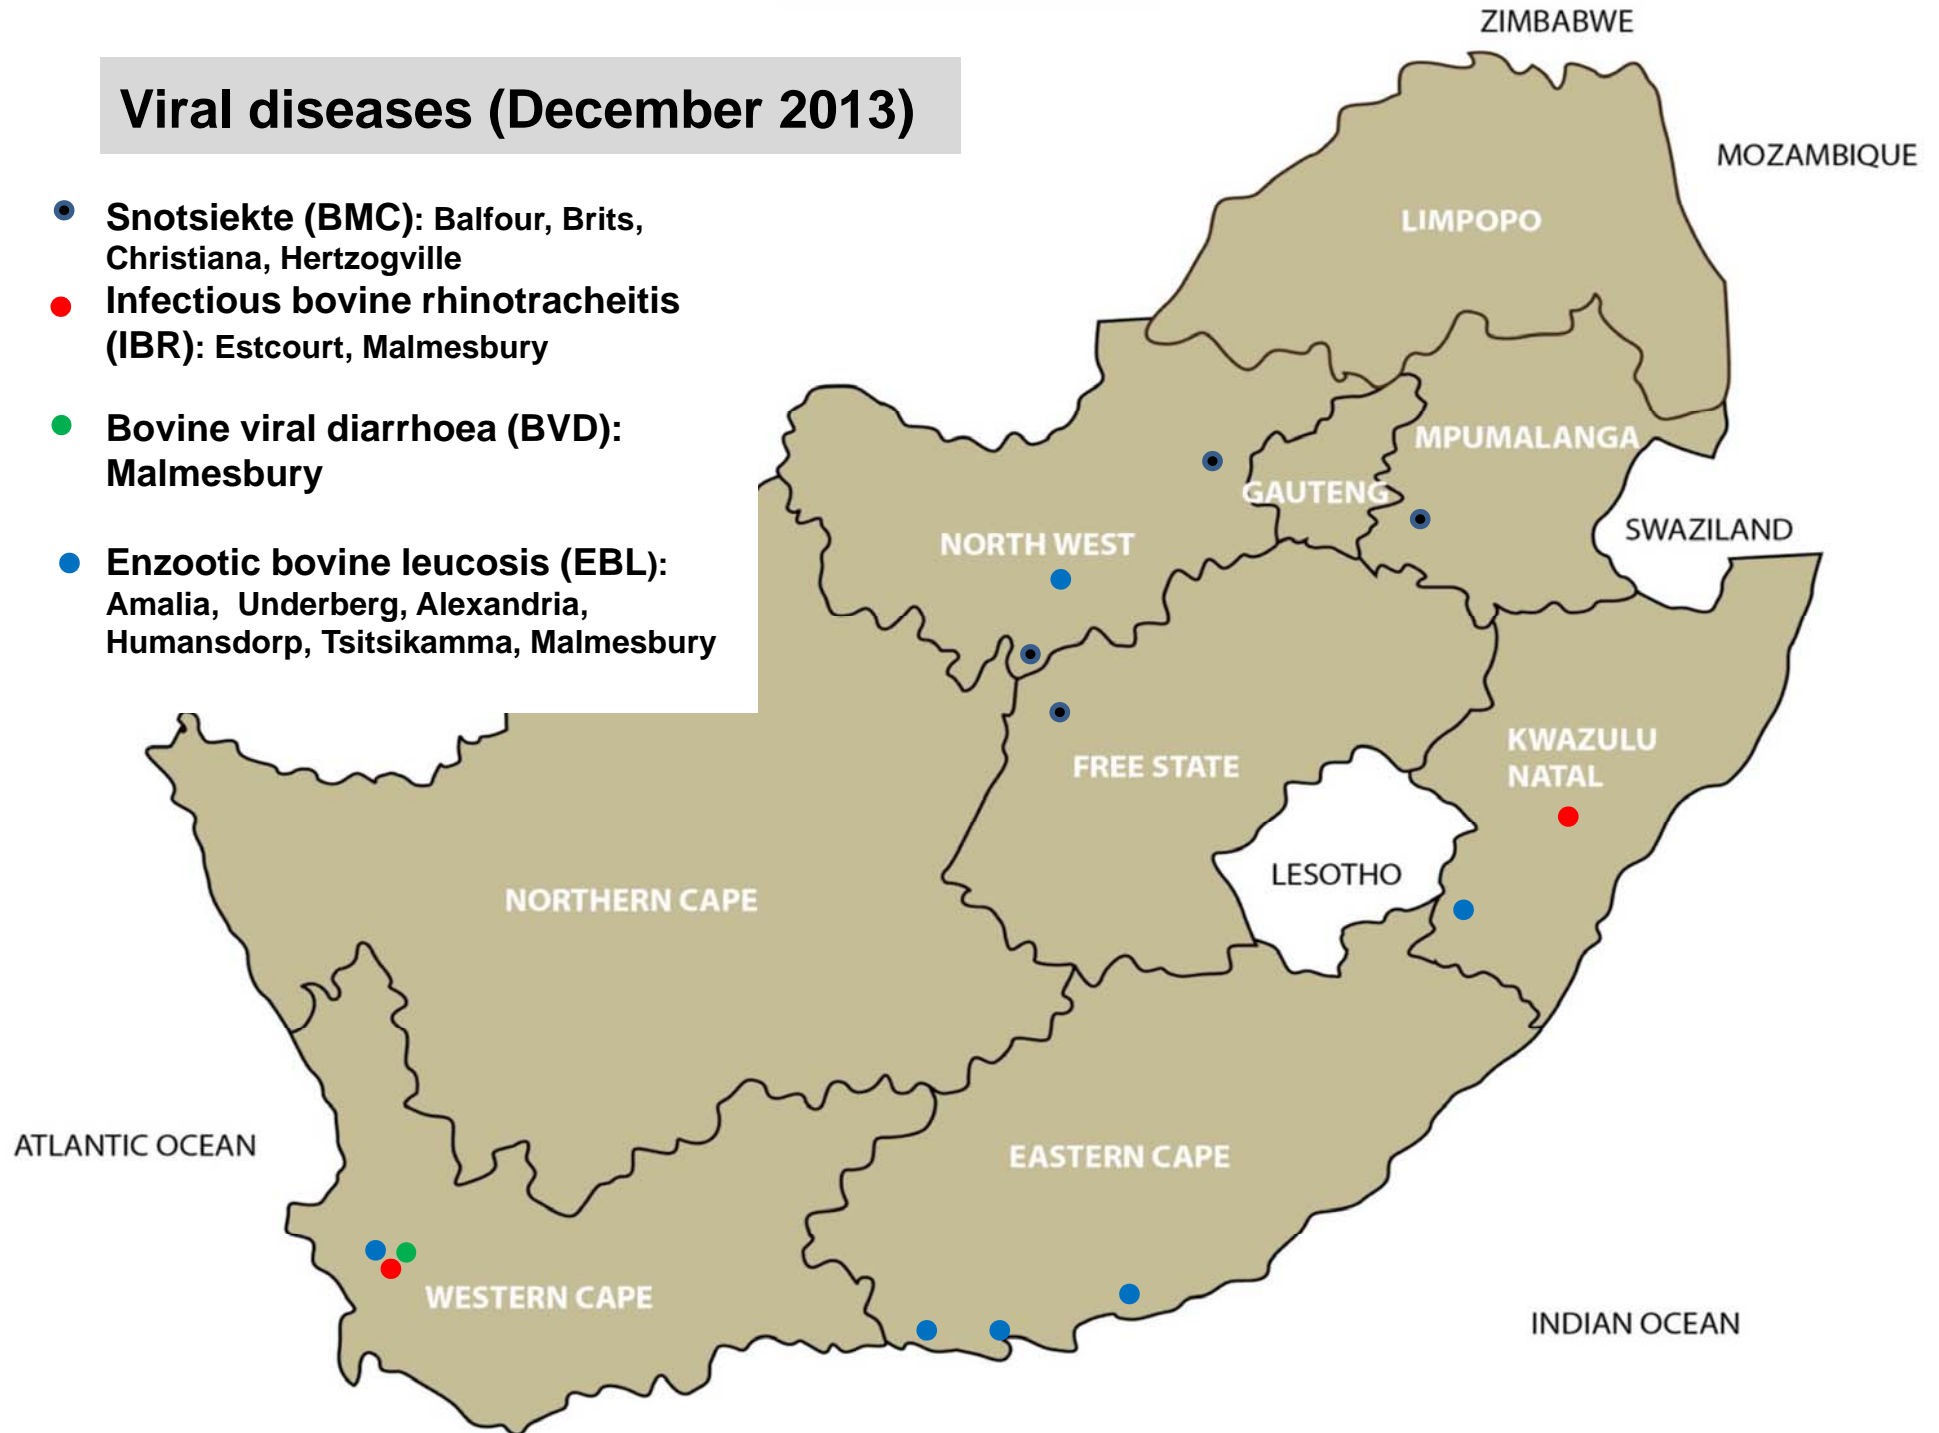 Viral diseases (December 2013)
Snotsiekte (BMC): Balfour, Brits,
Christiana, Hertzogville
Infectious bovine rhinotracheitis
(IBR): Estcourt, Malmesbury
Bovine viral diarrhoea (BVD):
Malmesbury
Enzootic bovine leucosis (EBL):
Amalia, Underberg, Alexandria,
Humansdorp, Tsitsikamma, Malmesbury
ZIMBABWE
MOZAMBIQUE
LIMPOPO
MPUMALANGA
GAUTENG
SWAZILAND
NORTH WEST
KWAZULU
NATAL
FREE STATE
LESOTHO
NORTHERN CAPE
ATLANTIC OCEAN
EASTERN CAPE
WESTERN CAPE
INDIAN OCEAN